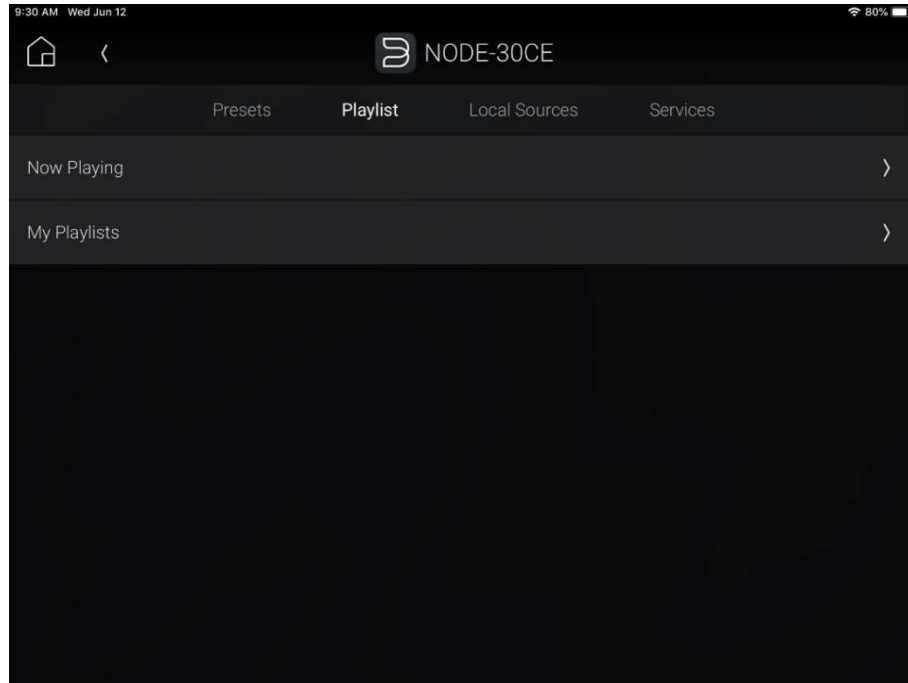 9:30 AM Wed Jun 12 80%
NODE-30CE
Presets Playlist Local Sources Services
Now Playing
My Playlists